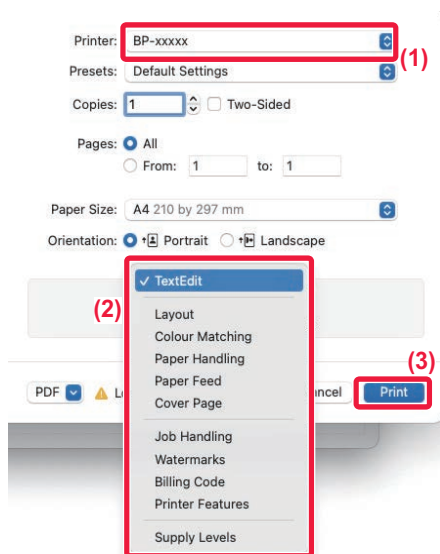 Printer: BP-xxxxx
(1)
Presets: Default Settings
Copies: 1 Two-Sided
Pages: All
From: 1 to: 1
Paper Size: A4 210 by 297 mm
Orientation: Portrait Landscape
✓ TextEdit
(2)
Layout
Colour Matching
Paper Handling
Paper Feed
Cover Page
(3)
PDF Print
Job Handling
Watermarks
Billing Code
Printer Features
Supply Levels